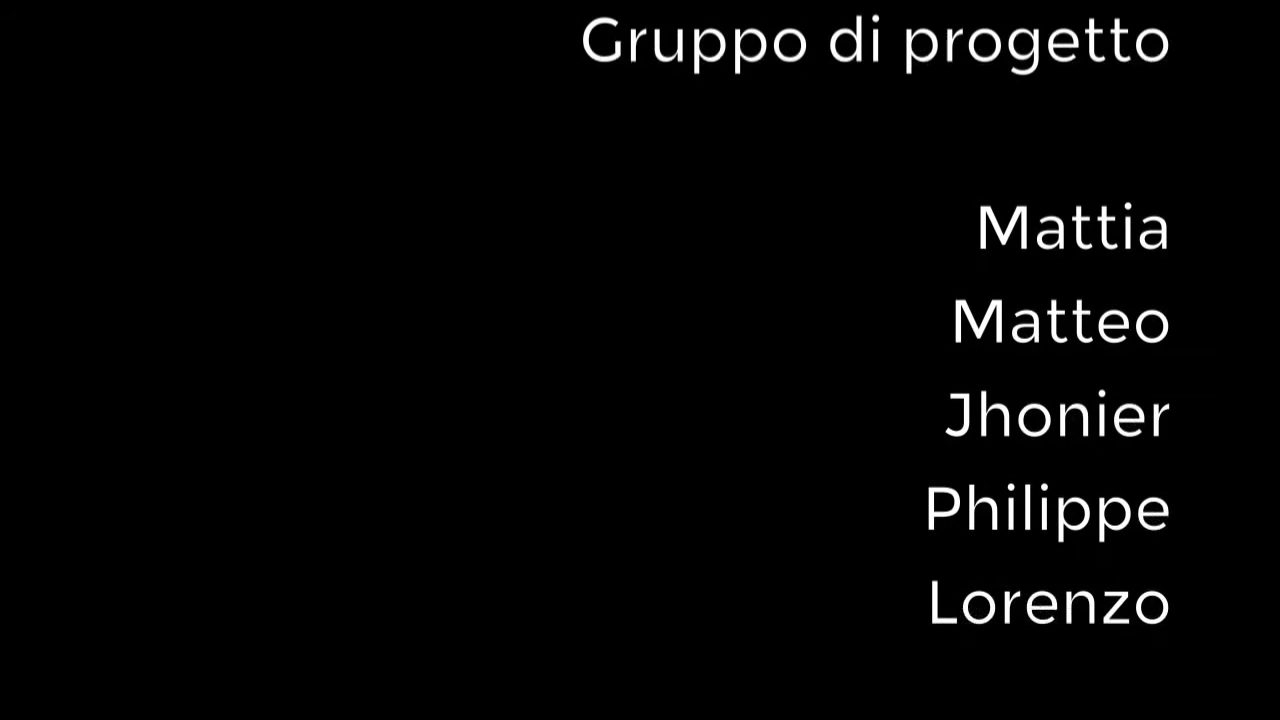 Gruppo di progetto
Mattia
Matteo
Jhonier
Philippe
Lorenzo